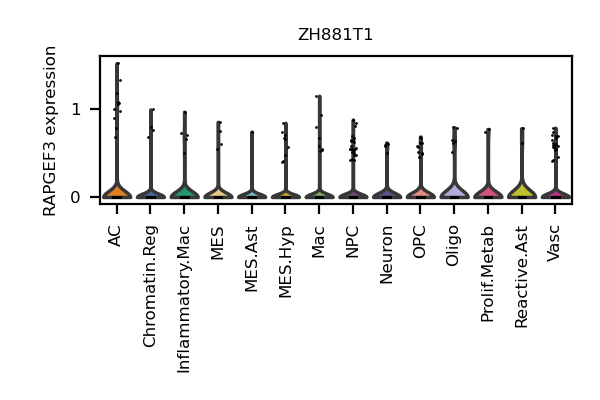 ZH881T1
RAPGEF3 expression
1
0
AC
Chromatin.Reg
Inflammatory.Mac
MES
MES.Ast
MES.Hyp
Mac
NPC
Neuron
OPC
Oligo
Prolif.Metab
Reactive.Ast
Vasc